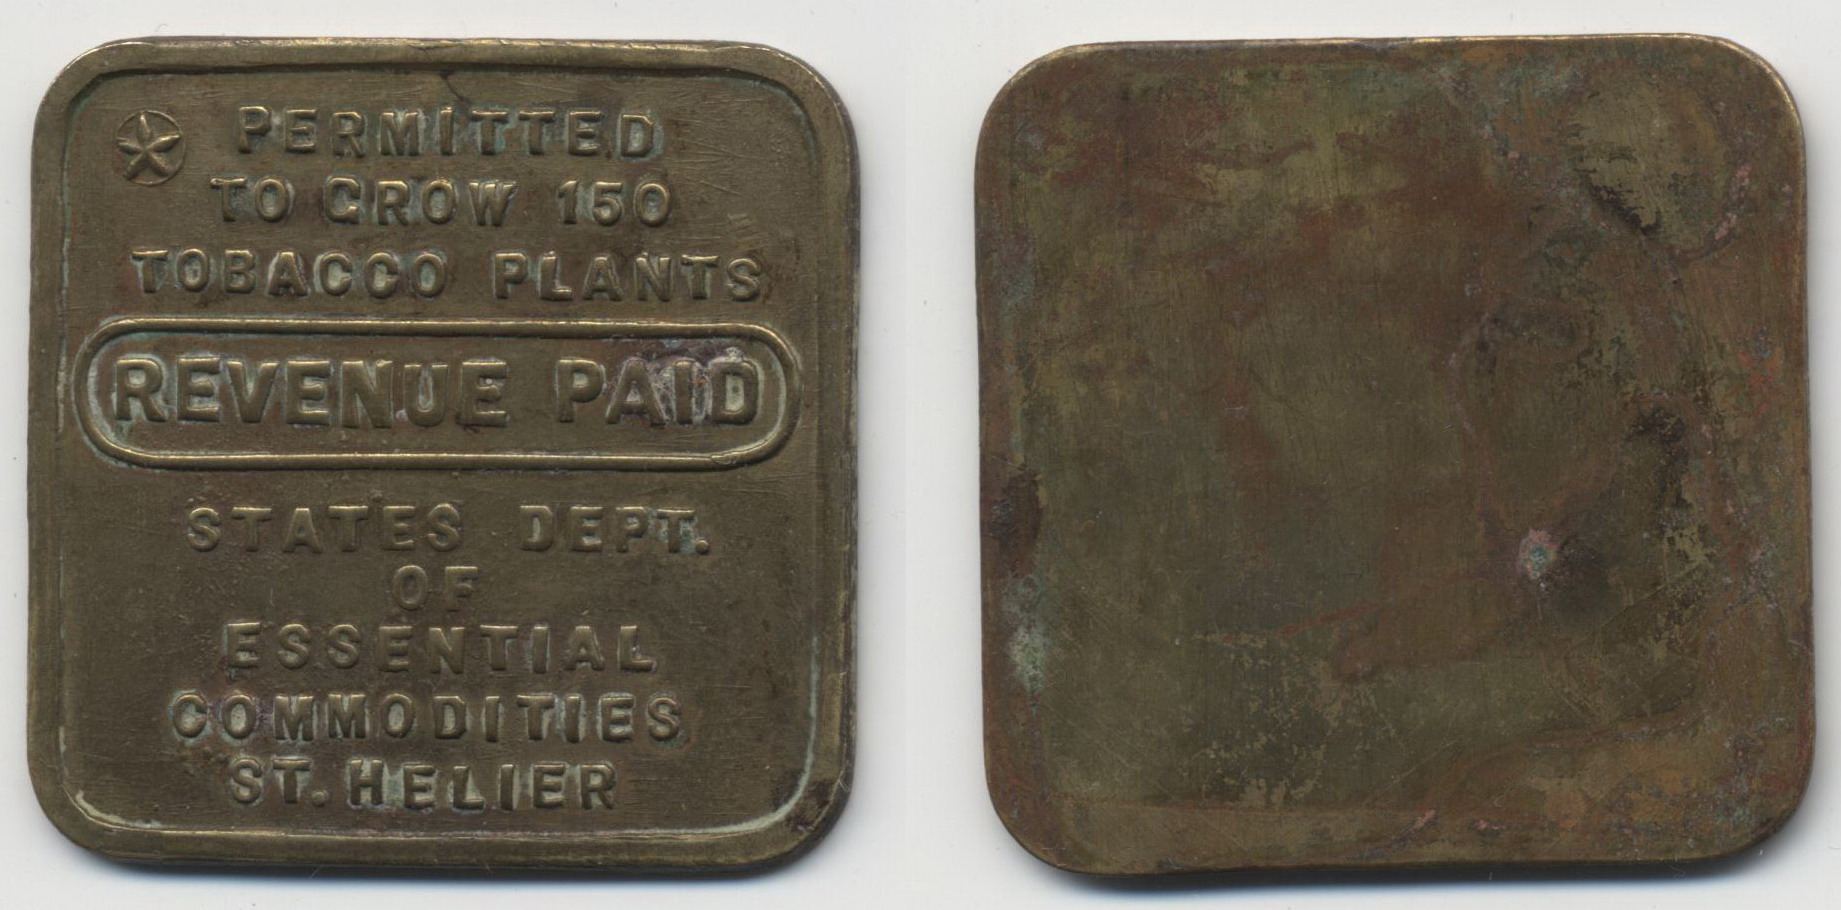 PERMITTED
TO GROW 150
TOBACCO PLANTS
REVENUE PAID
STATES DEPT.
OF
ESSENTIAL
COMMODITIES
ST. HELIER